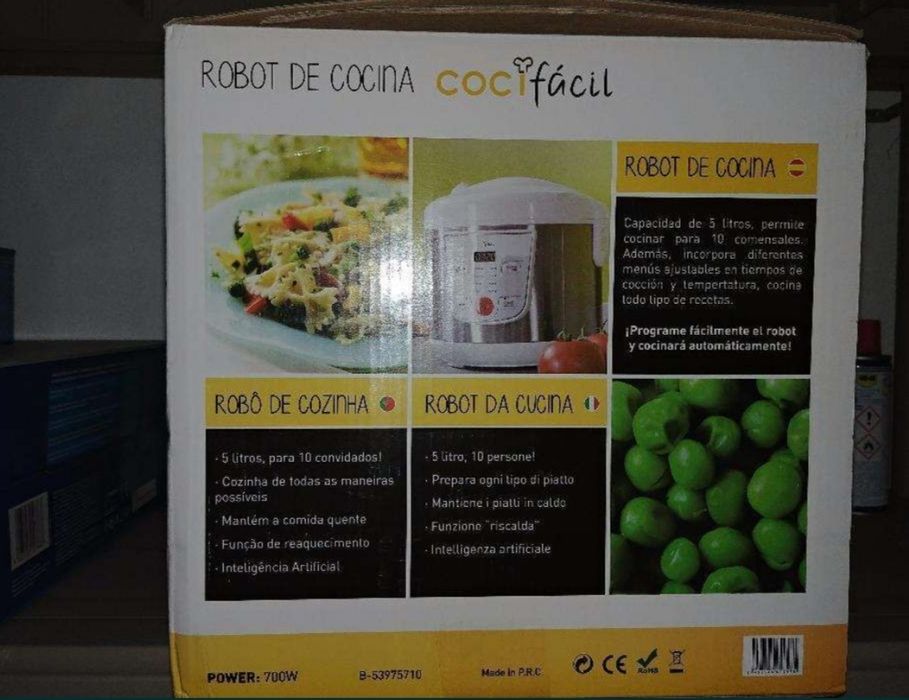 ROBOT DE COCINA cocifácil
ROBOT DE COCINA
Capacidad de 5 litros, permite
cocinar para 10 comensales.
Además, incorpora diferentes
menús ajustables en tiempos de
cocción y tempertatura, cocina
todo tipo de recetas.
¡Programe fácilmente el robot
y cocinará automáticamente!
ROBÔ DE COZINHA
· 5 litros, para 10 convidados!
· Cozinha de todas as maneiras
possíveis
· Mantém a comida quente
· Função de reaquecimento
· Inteligência Artificial
ROBOT DA CUCINA
· 5 litro, 10 persone!
· Prepara ogni tipo di piatto
· Mantiene i piatti in caldo
· Funzione "riscalda"
· Intelligenza artificiale
POWER: 700W
B-53975710
Made in P.R.C
CE
RoHS